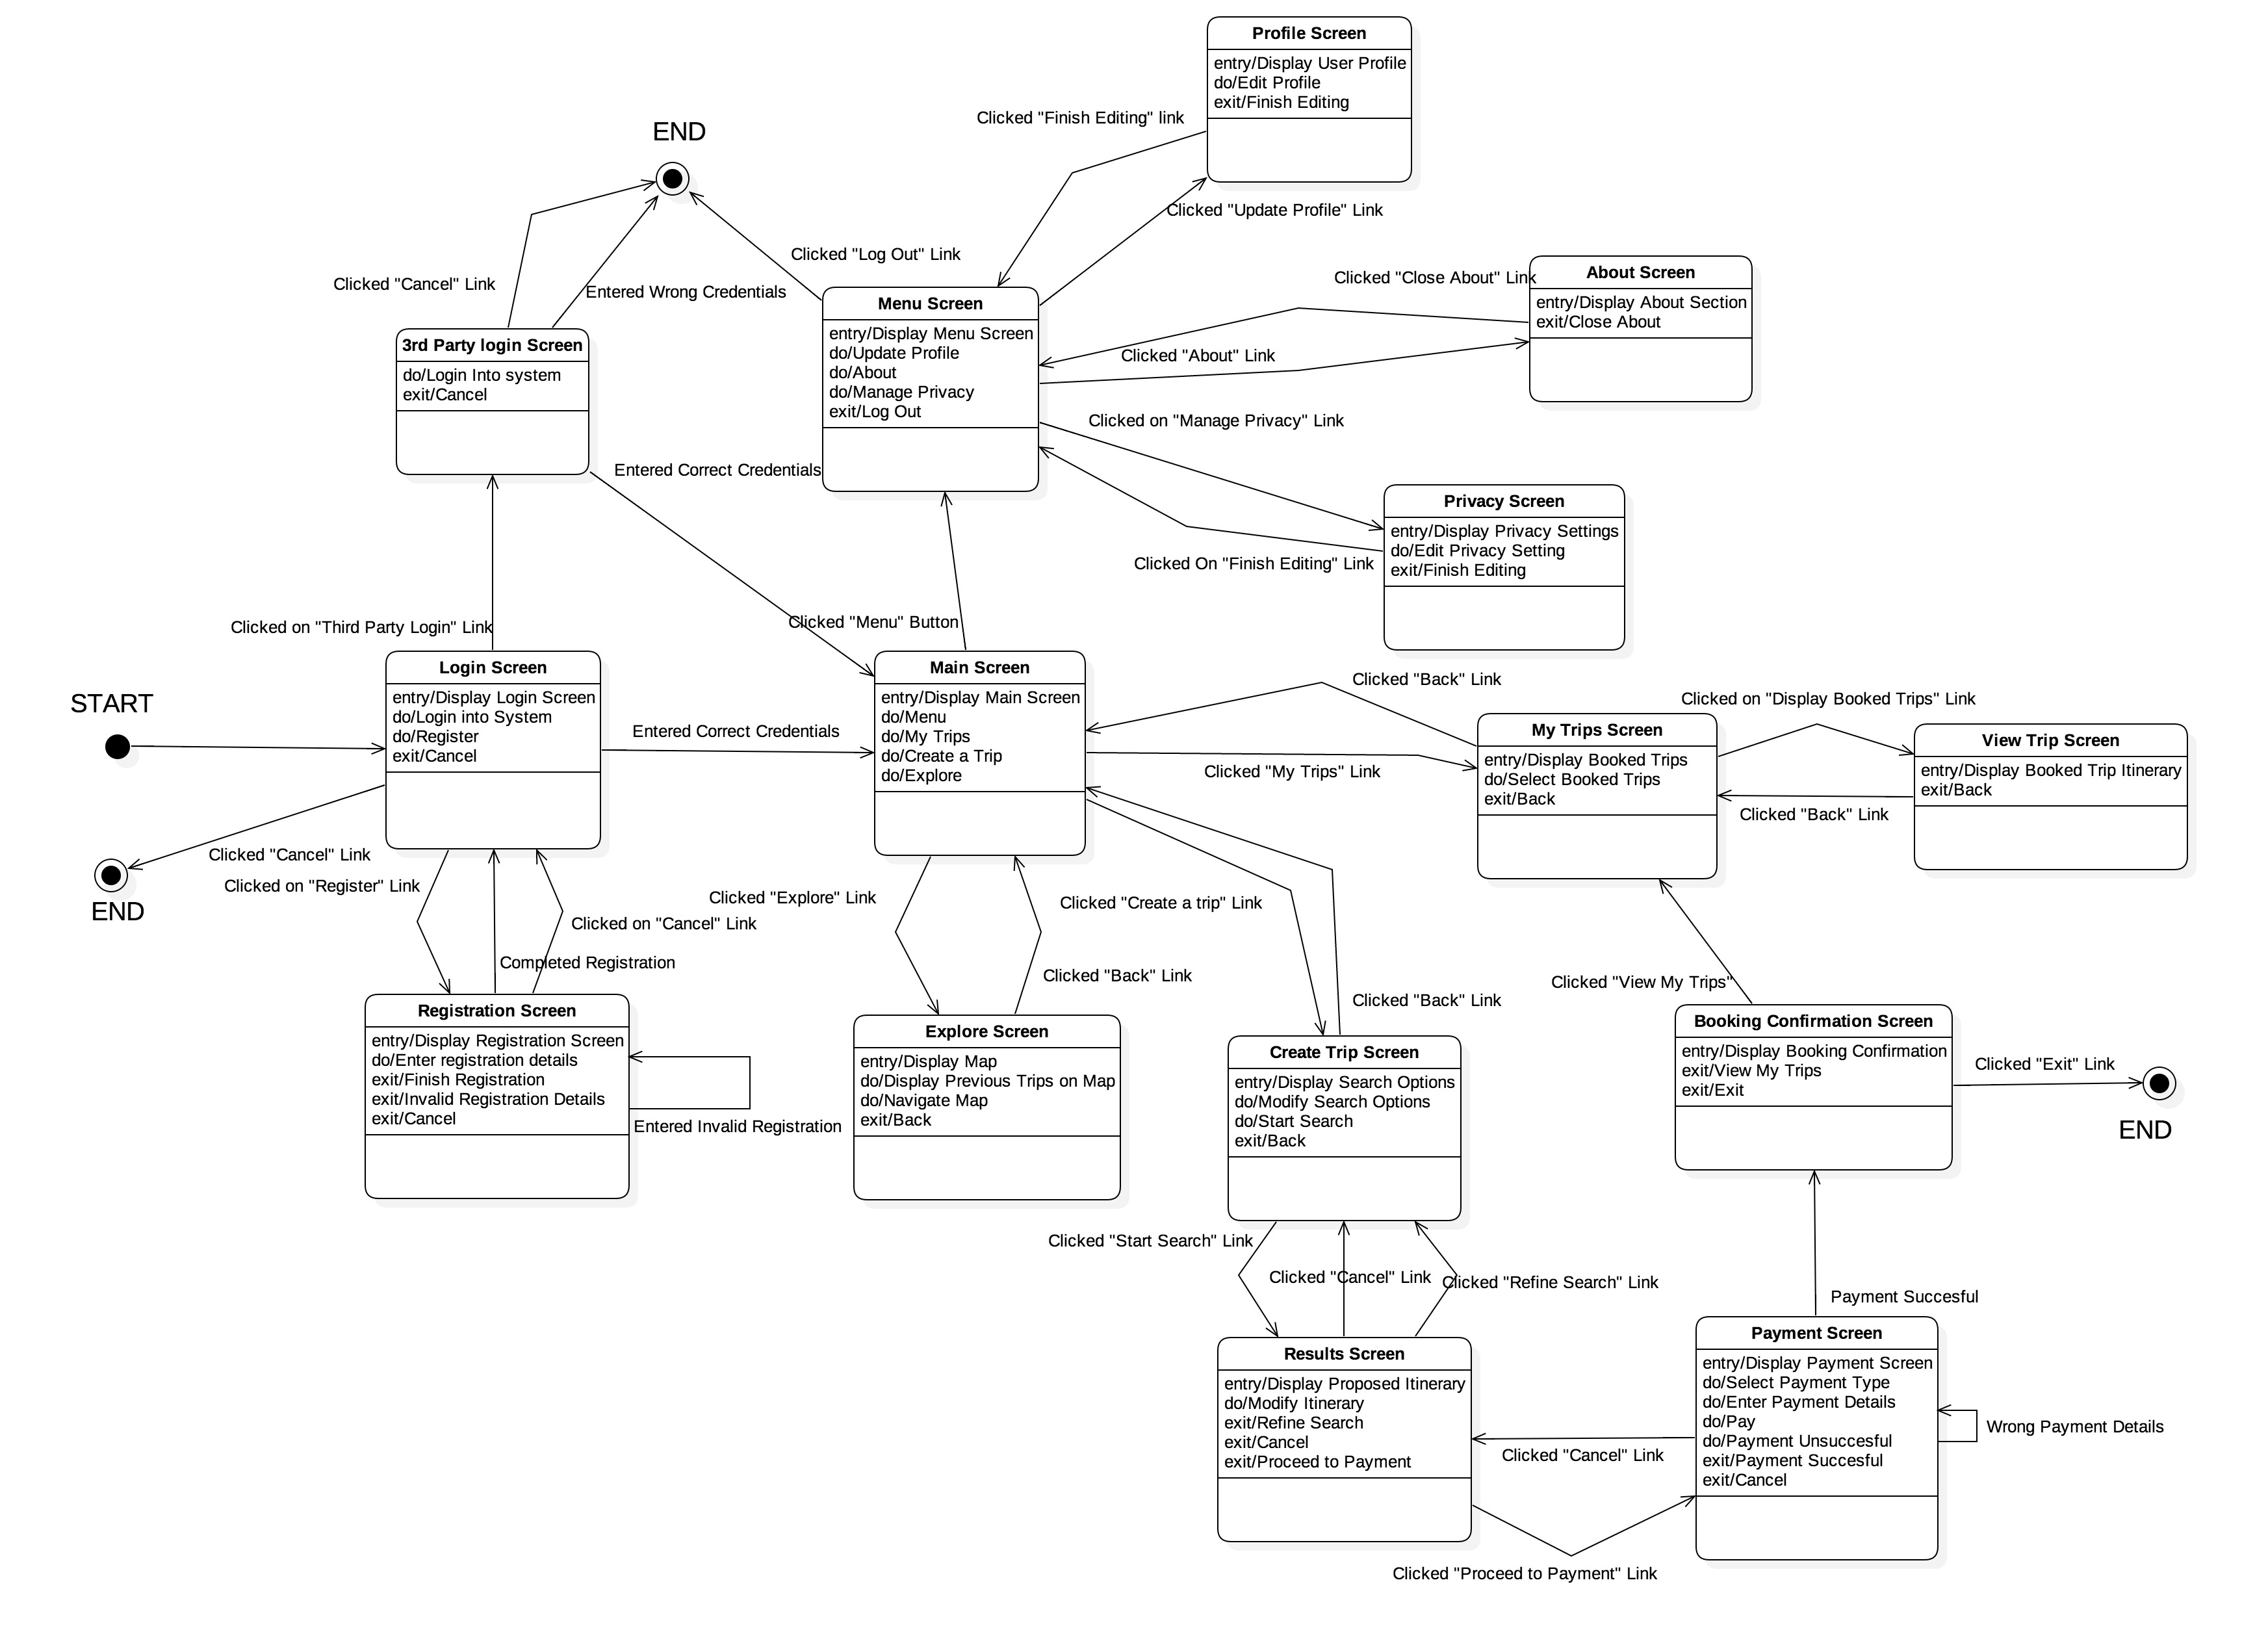 Profile Screen
entry/Display User Profile
do/Edit Profile
exit/Finish Editing
Clicked "Finish Editing" link
END
Clicked "Update Profile" Link
Clicked "Log Out" Link
Clicked "Cancel" Link
Entered Wrong Credentials
Clicked "Close About" Link
About Screen
entry/Display About Section
exit/Close About
Menu Screen
entry/Display Menu Screen
do/Update Profile
do/About
do/Manage Privacy
exit/Log Out
Clicked "About" Link
3rd Party login Screen
do/Login Into system
exit/Cancel
Clicked on "Manage Privacy" Link
Entered Correct Credentials
Privacy Screen
entry/Display Privacy Settings
do/Edit Privacy Setting
exit/Finish Editing
Clicked On "Finish Editing" Link
Clicked on "Third Party Login" Link
Clicked "Menu" Button
START
Login Screen
entry/Display Login Screen
do/Login into System
do/Register
exit/Cancel
Entered Correct Credentials
Main Screen
entry/Display Main Screen
do/Menu
do/My Trips
do/Create a Trip
do/Explore
Clicked "Back" Link
Clicked "My Trips" Link
My Trips Screen
entry/Display Booked Trips
do/Select Booked Trips
exit/Back
Clicked on "Display Booked Trips" Link
View Trip Screen
entry/Display Booked Trip Itinerary
exit/Back
Clicked "Back" Link
Clicked "Cancel" Link
END
Clicked on "Register" Link
Clicked on "Cancel" Link
Completed Registration
Clicked "Explore" Link
Clicked "Back" Link
Clicked "Create a trip" Link
Clicked "Back" Link
Clicked "View My Trips"
Registration Screen
entry/Display Registration Screen
do/Enter registration details
exit/Finish Registration
exit/Invalid Registration Details
exit/Cancel
Entered Invalid Registration
Explore Screen
entry/Display Map
do/Display Previous Trips on Map
do/Navigate Map
exit/Back
Create Trip Screen
entry/Display Search Options
do/Modify Search Options
do/Start Search
exit/Back
Booking Confirmation Screen
entry/Display Booking Confirmation
exit/View My Trips
exit/Exit
Clicked "Exit" Link
END
Clicked "Start Search" Link
Clicked "Cancel" Link
Clicked "Refine Search" Link
Payment Succesful
Results Screen
entry/Display Proposed Itinerary
do/Modify Itinerary
exit/Refine Search
exit/Cancel
exit/Proceed to Payment
Payment Screen
entry/Display Payment Screen
do/Select Payment Type
do/Enter Payment Details
do/Pay
do/Payment Unsuccesful
exit/Payment Succesful
exit/Cancel
Wrong Payment Details
Clicked "Cancel" Link
Clicked "Proceed to Payment" Link